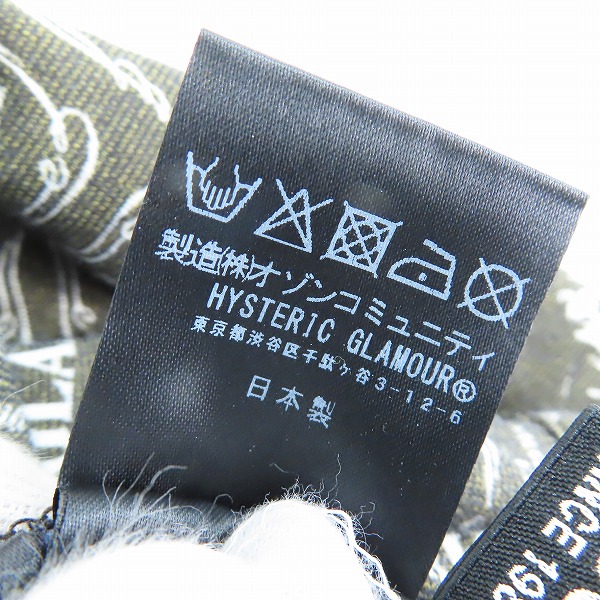 製造(株)オゾンコミュニティ
HYSTERIC GLAMOUR®
東京都渋谷区千駄ヶ谷3-12-6
日本製